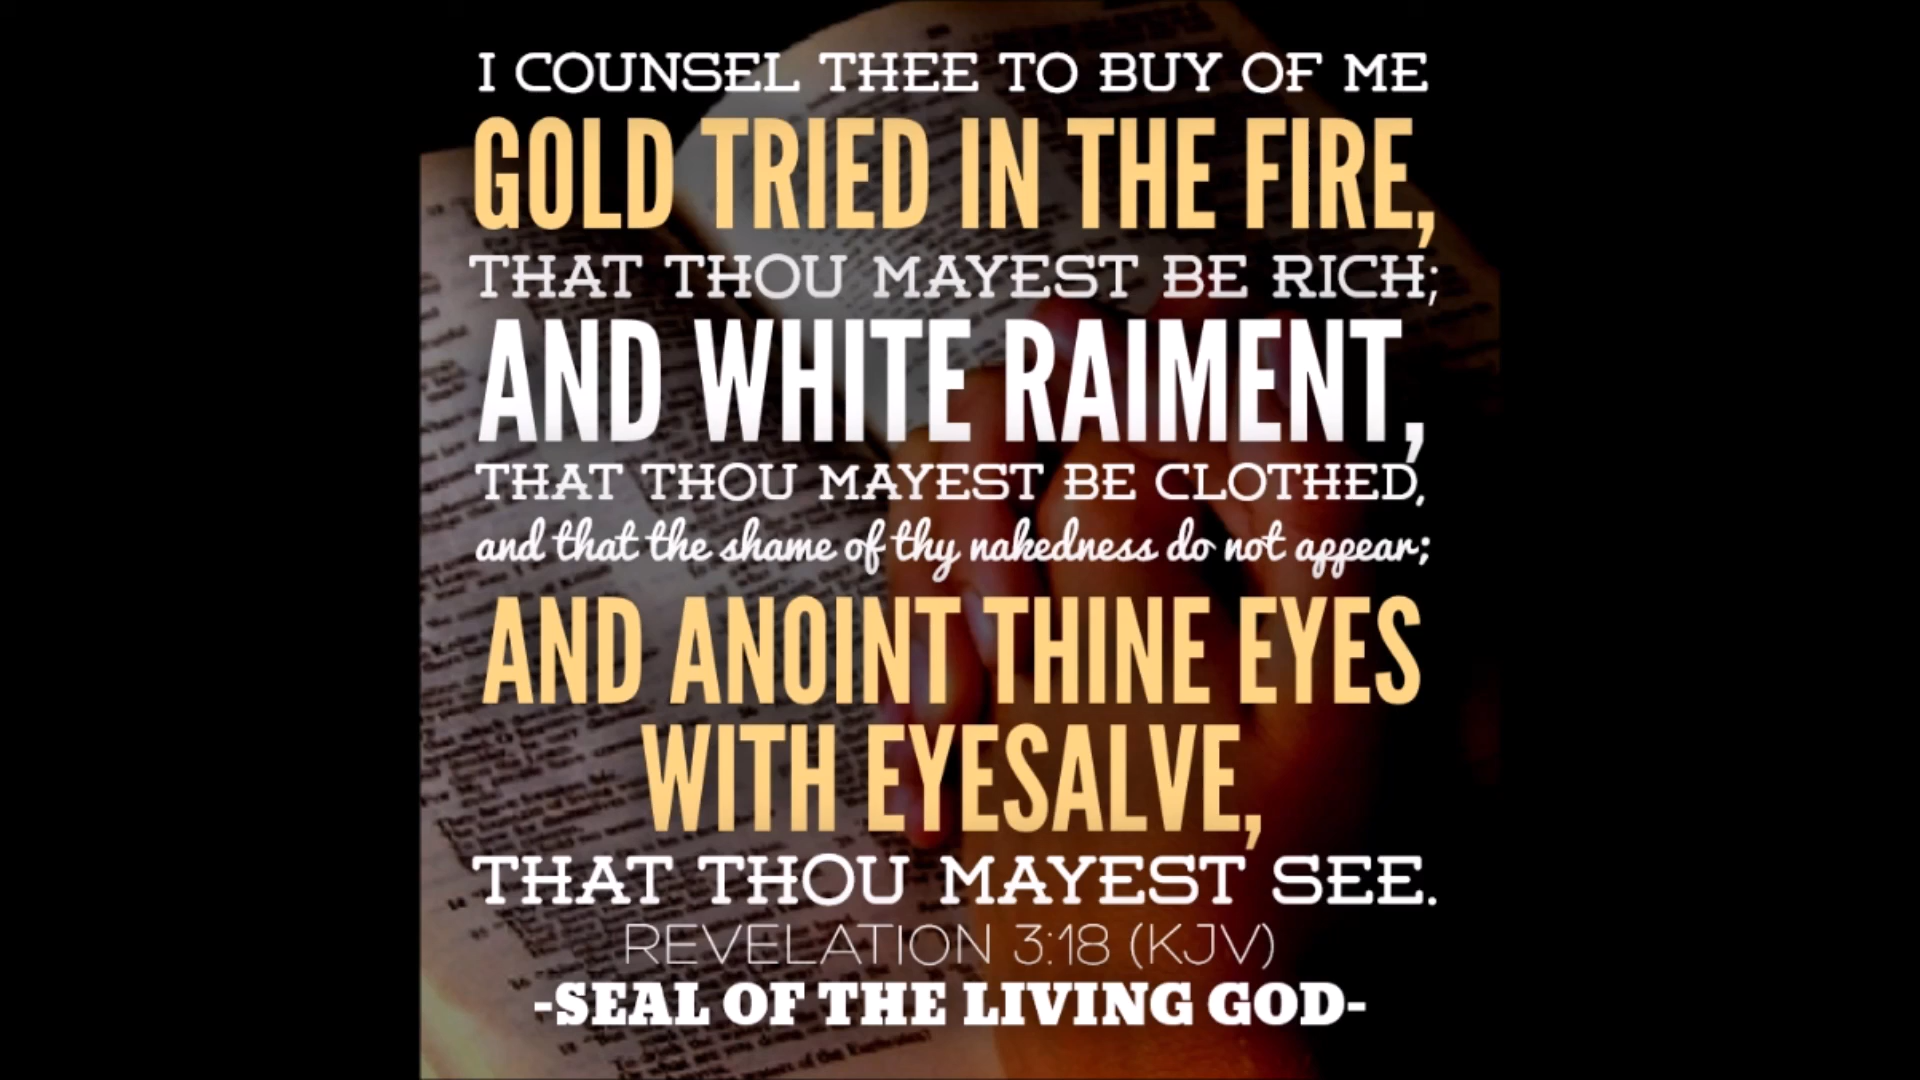 I COUNSEL THEE TO BUY OF ME
GOLD TRIED IN THE FIRE,
THAT THOU MAYEST BE RICH;
AND WHITE RAIMENT,
THAT THOU MAYEST BE CLOTHED,
and that the shame of thy nakedness do not appear;
AND ANOINT THINE EYES
WITH EYESALVE,
THAT THOU MAYEST SEE.
REVELATION 3:18 (KJV)
-SEAL OF THE LIVING GOD-